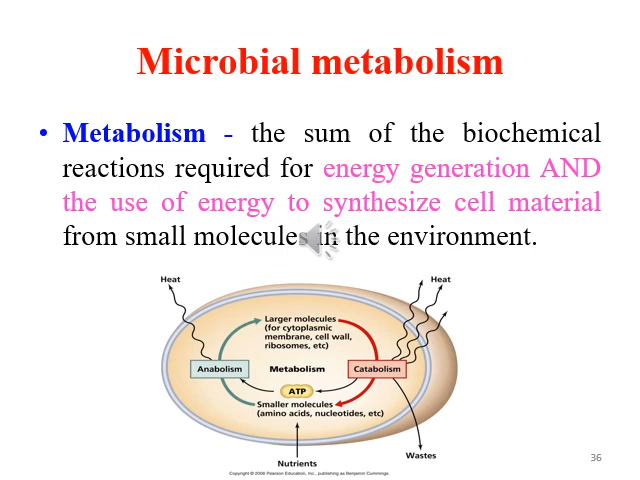 Microbial metabolism
• Metabolism - the sum of the biochemical
reactions required for energy generation AND
the use of energy to synthesize cell material
from small molecules in the environment.
Heat
Heat
Larger molecules
(for cytoplasmic
membrane, cell wall,
ribosomes, etc)
Anabolism
Metabolism
Catabolism
ATP
Smaller molecules
(amino acids, nucleotides, etc)
Nutrients
Wastes
Copyright © 2006 Pearson Education, Inc., publishing as Benjamin Cummings.
36